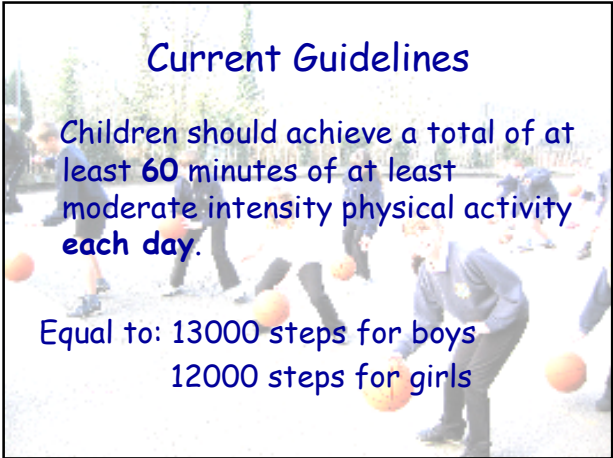 Current Guidelines
Children should achieve a total of at
least 60 minutes of at least
moderate intensity physical activity
each day.
Equal to: 13000 steps for boys
12000 steps for girls